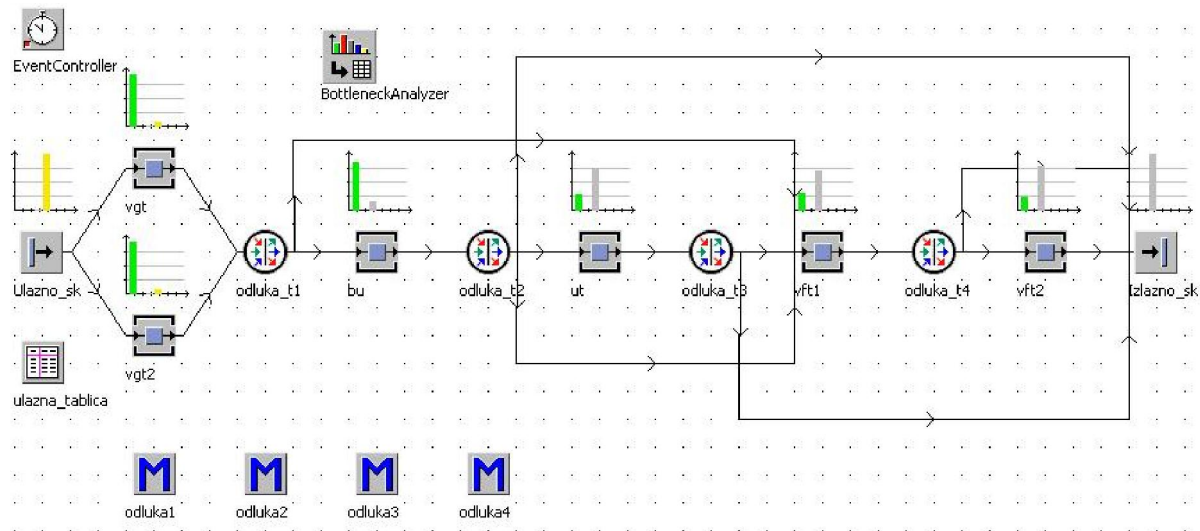 EventController
BottleneckAnalyzer
vgt
Ulazno_sk
odluka_t1
bu
odluka_t2
ut
odluka_t3
vft1
odluka_t4
vft2
Izlazno_sk
vgt2
ulazna_tablica
M
M
M
M
odluka1
odluka2
odluka3
odluka4